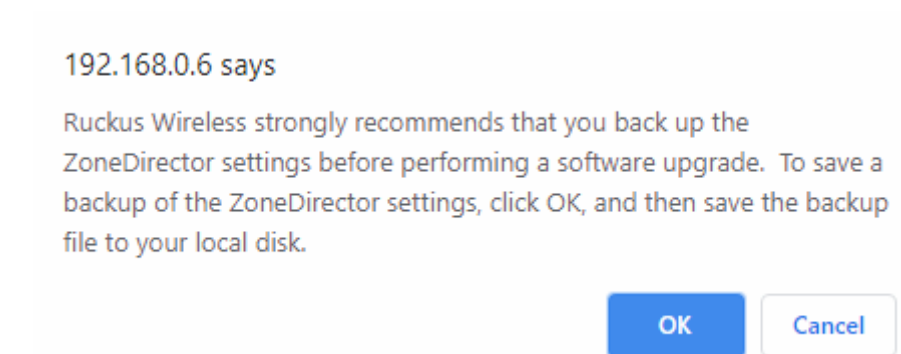 192.168.0.6 says
Ruckus Wireless strongly recommends that you back up the
ZoneDirector settings before performing a software upgrade.  To save a
backup of the ZoneDirector settings, click OK, and then save the backup
file to your local disk.
OK Cancel